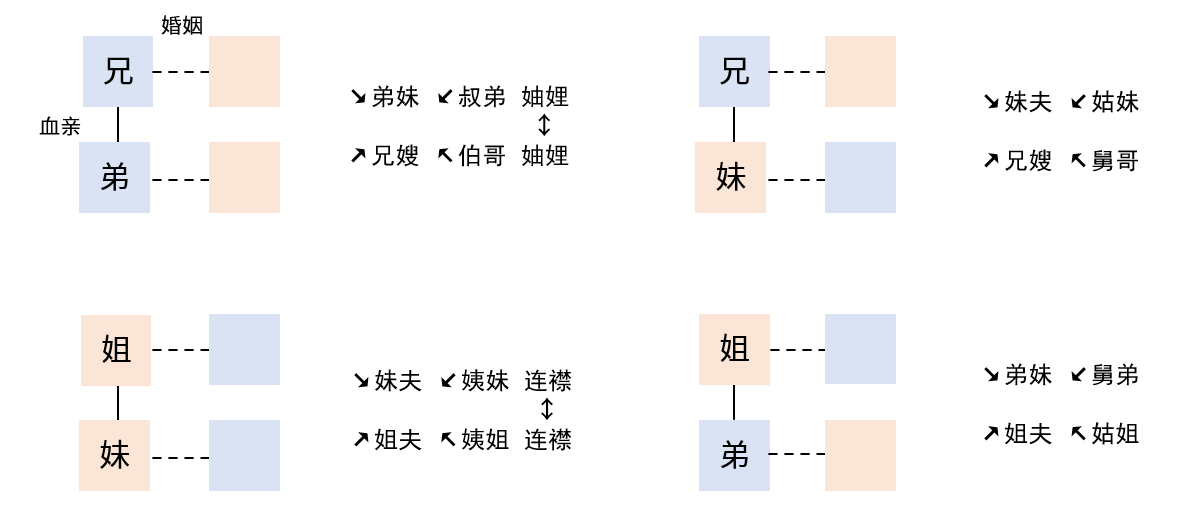 婚姻
兄
血亲
弟
↘弟妹 ↙叔弟 妯娌
↕
↗兄嫂 ↖伯哥 妯娌
兄
妹
↘妹夫 ↙姑妹
↗兄嫂 ↖舅哥
姐
妹
↘妹夫 ↙姨妹 连襟
↕
↗姐夫 ↖姨姐 连襟
姐
弟
↘弟妹 ↙舅弟
↗姐夫 ↖姑姐